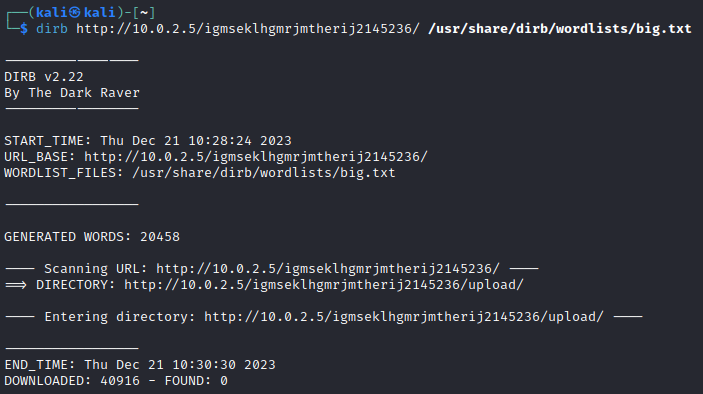 ┌──(kali㉿kali)-[~]
└─$ dirb http://10.0.2.5/igmseklhgmrjmtherij2145236/ /usr/share/dirb/wordlists/big.txt
-----------------
DIRB v2.22
By The Dark Raver
-----------------
START_TIME: Thu Dec 21 10:28:24 2023
URL_BASE: http://10.0.2.5/igmseklhgmrjmtherij2145236/
WORDLIST_FILES: /usr/share/dirb/wordlists/big.txt
-----------------
GENERATED WORDS: 20458
---- Scanning URL: http://10.0.2.5/igmseklhgmrjmtherij2145236/ ----
==> DIRECTORY: http://10.0.2.5/igmseklhgmrjmtherij2145236/upload/
---- Entering directory: http://10.0.2.5/igmseklhgmrjmtherij2145236/upload/ ----
-----------------
END_TIME: Thu Dec 21 10:30:30 2023
DOWNLOADED: 40916 - FOUND: 0